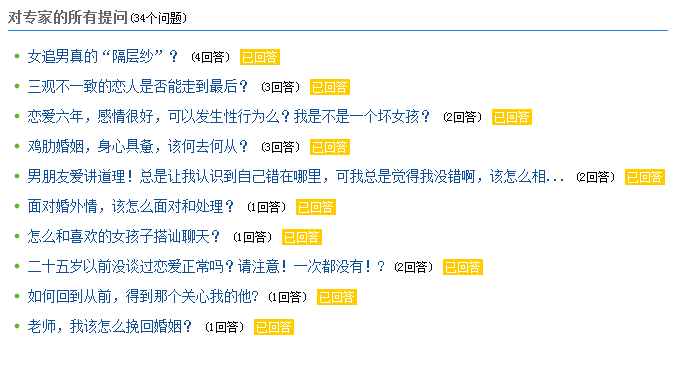 对专家的所有提问(34个问题)
女追男真的“隔层纱”？ (4回答) 已回答
三观不一致的恋人是否能走到最后？ (3回答) 已回答
恋爱六年，感情很好，可以发生性行为么？我是不是一个坏女孩？ (2回答) 已回答
鸡肋婚姻，身心具惫，该何去何从？ (3回答) 已回答
男朋友爱讲道理！总是让我认识到自己错在哪里，可我总是觉得我没错啊，该怎么相... (2回答) 已回答
面对婚外情，该怎么面对和处理？ (1回答) 已回答
怎么和喜欢的女孩子搭讪聊天？ (1回答) 已回答
二十五岁以前没谈过恋爱正常吗？请注意！一次都没有！? (2回答) 已回答
如何回到从前，得到那个关心我的他? (1回答) 已回答
老师，我该怎么挽回婚姻？ (1回答) 已回答